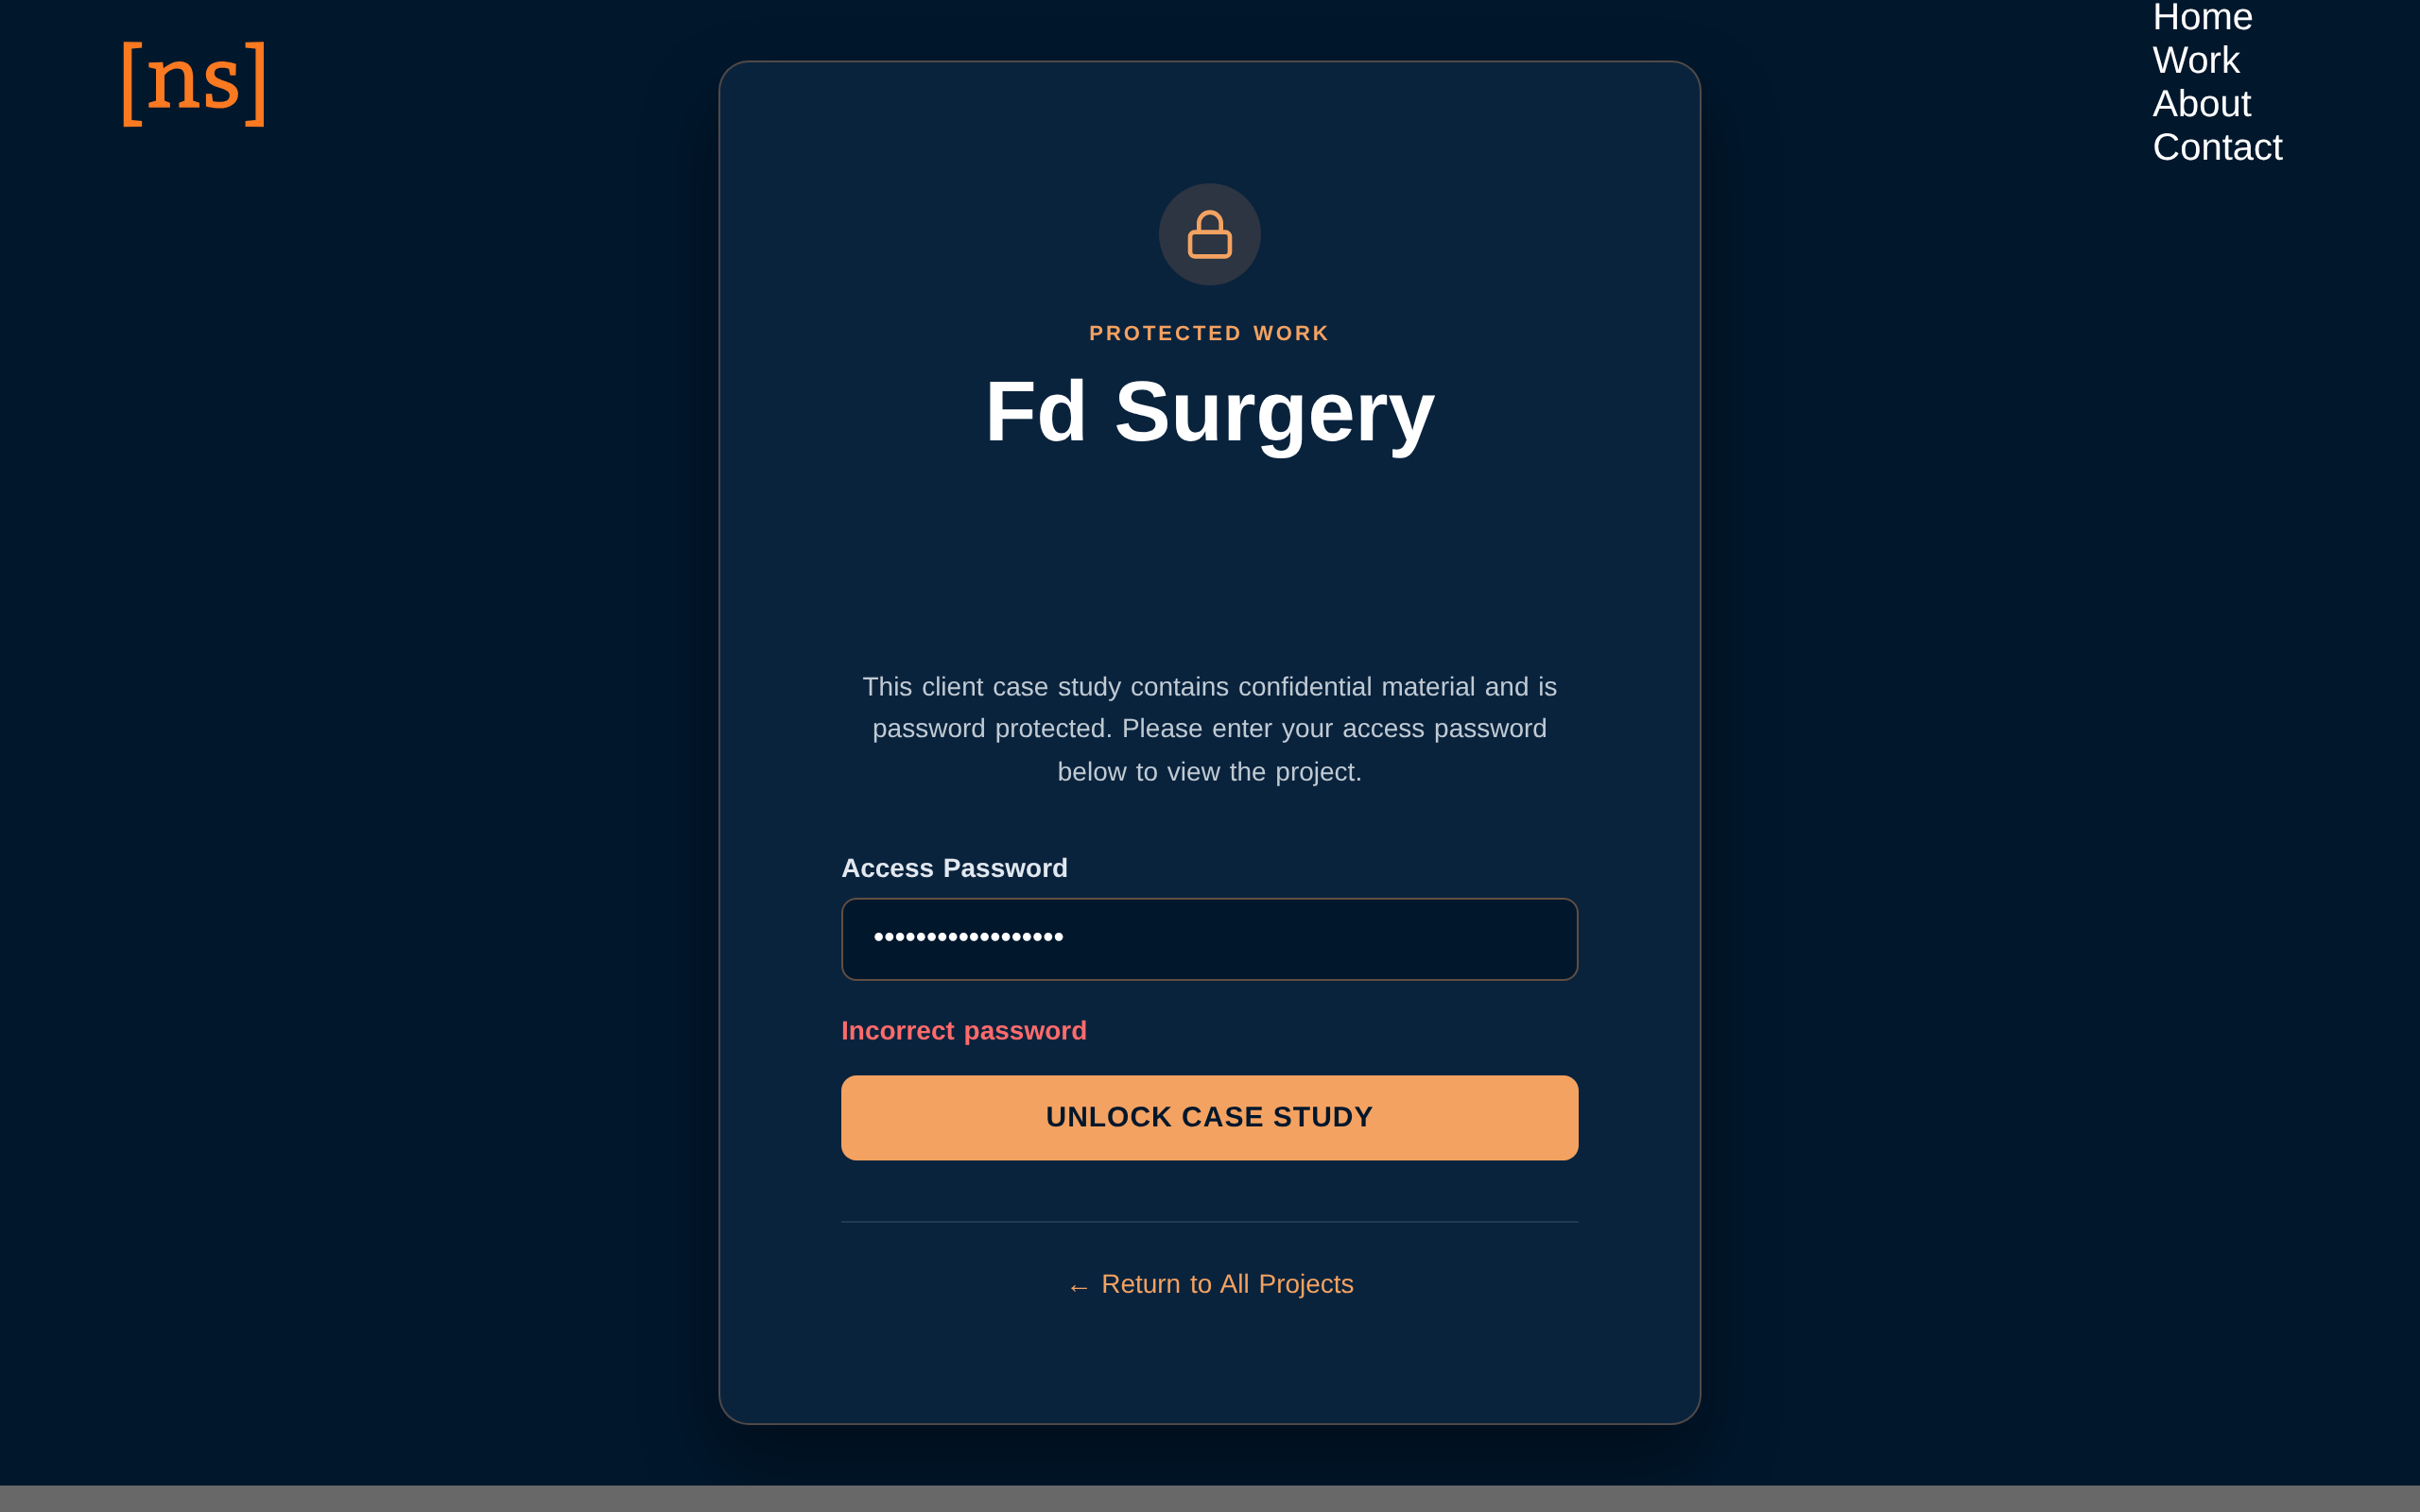 [ns]
Home
Work
About
Contact
PROTECTED WORK
Fd Surgery
This client case study contains confidential material and is
password protected. Please enter your access password
below to view the project.
Access Password
••••••••••••••••••
Incorrect password
UNLOCK CASE STUDY
← Return to All Projects